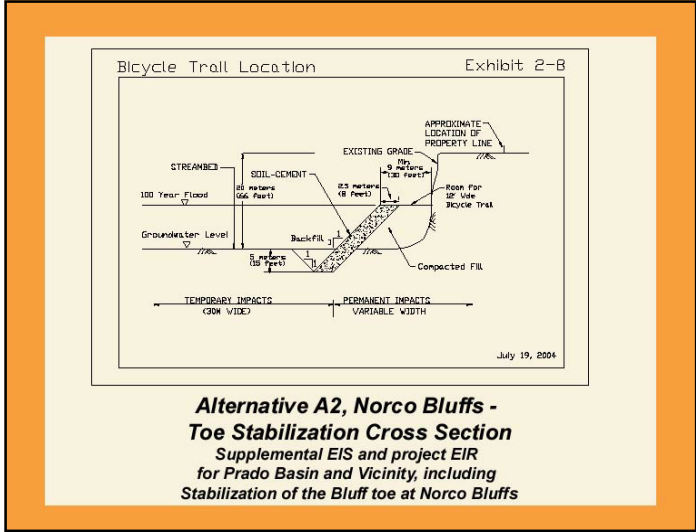 Bicycle Trail Location
Exhibit 2-8
APPROXIMATE
LOCATION OF
PROPERTY LINE
EXISTING GRADE
Min
9 meters
(30 feet)
STREAMBED
SOIL-CEMENT
20 meters
(66 feet)
2.5 meters
(8 feet)
Room for
12' Wde
Bicycle Trail
100 Year Flood
Groundwater Level
Backfill
1
1
1
1
5 meters
(15 feet)
Compacted Fill
TEMPORARY IMPACTS
(30M WIDE)
PERMANENT IMPACTS
VARIABLE WIDTH
July 19, 2004
Alternative A2, Norco Bluffs -
Toe Stabilization Cross Section
Supplemental EIS and project EIR
for Prado Basin and Vicinity, including
Stabilization of the Bluff toe at Norco Bluffs